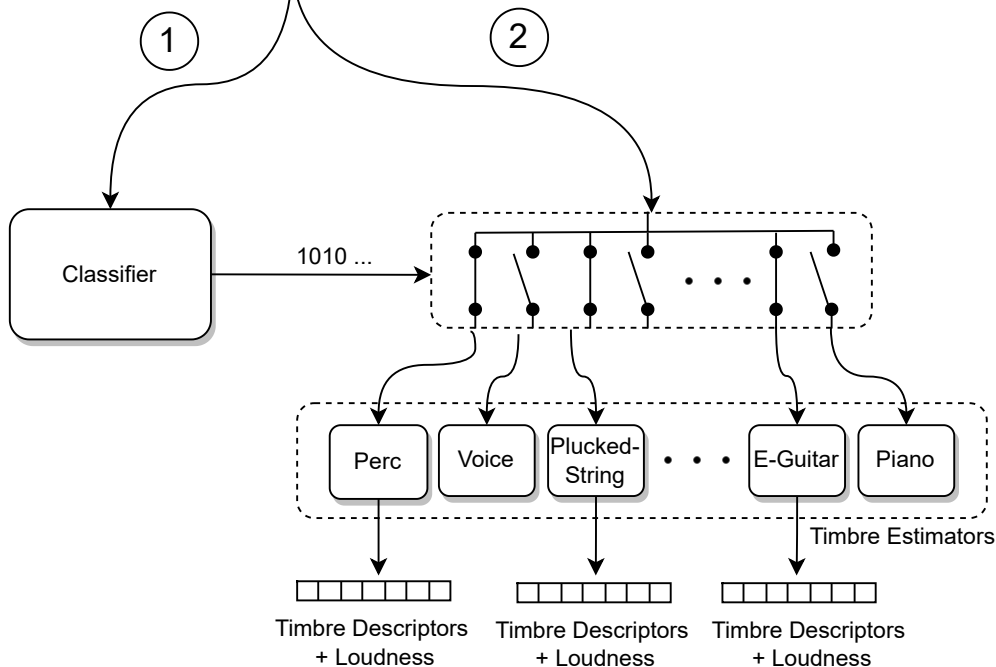 1
2
Classifier
1010 ...
Perc
Voice
Plucked-
String
E-Guitar
Piano
Timbre Estimators
Timbre Descriptors
+ Loudness
Timbre Descriptors
+ Loudness
Timbre Descriptors
+ Loudness